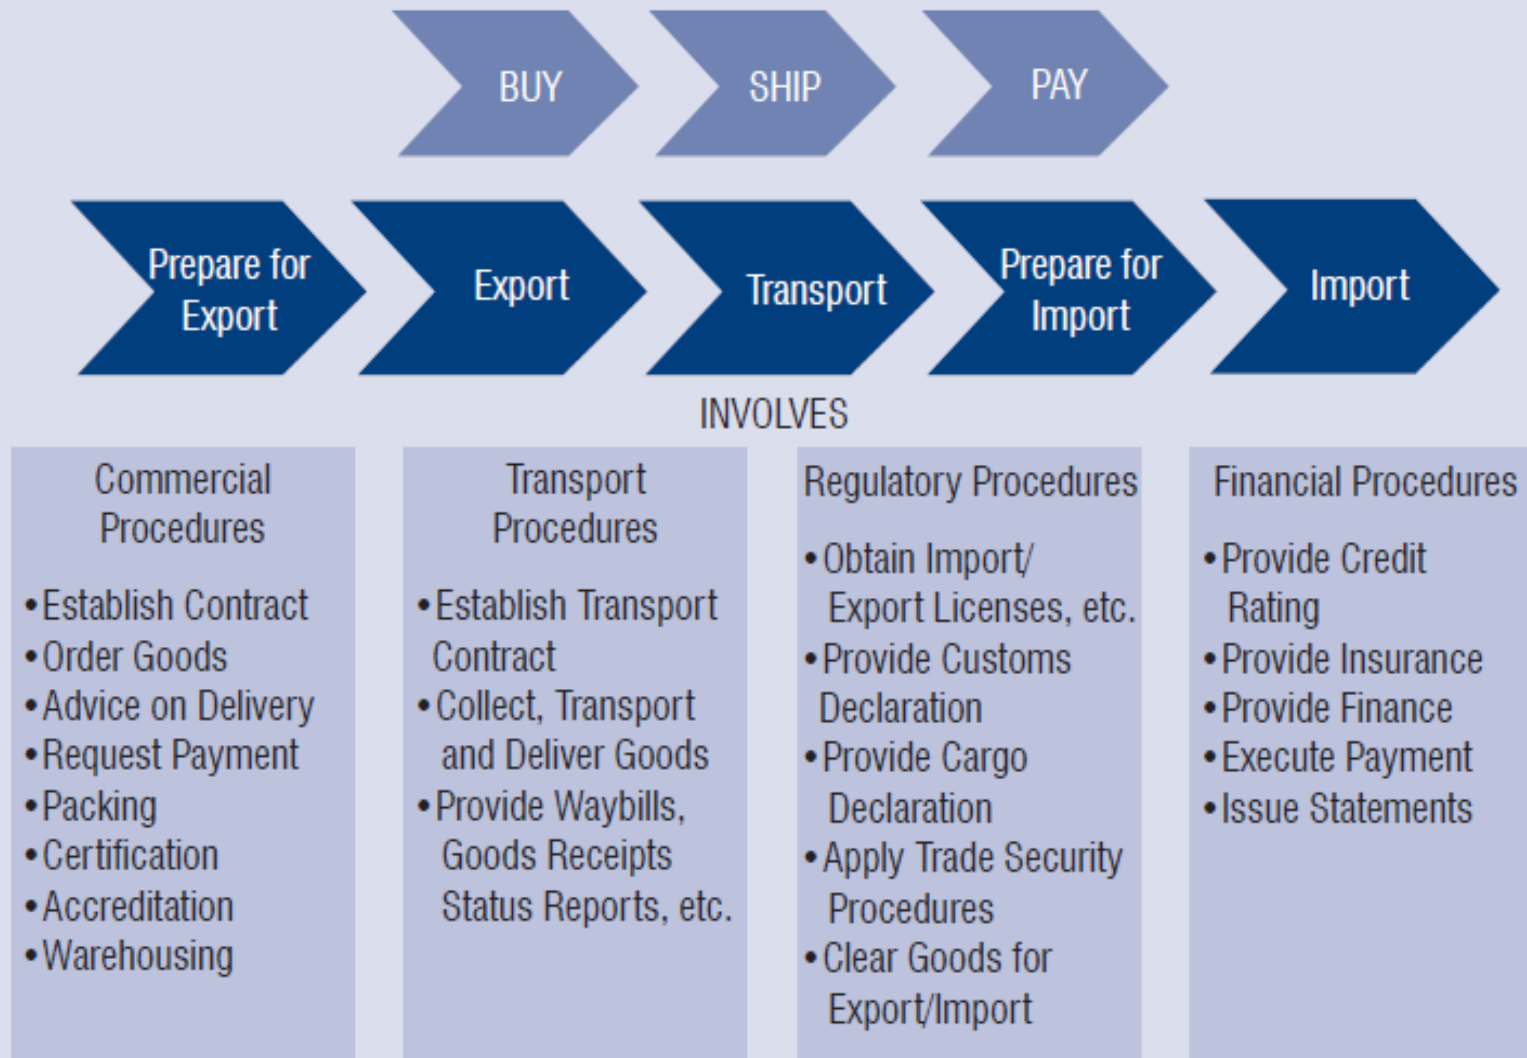 BUY
SHIP
PAY
Prepare for
Export
Export
Transport
Prepare for
Import
Import
INVOLVES
Commercial
Procedures
•Establish Contract
•Order Goods
•Advice on Delivery
•Request Payment
•Packing
•Certification
•Accreditation
•Warehousing
Transport
Procedures
•Establish Transport
Contract
•Collect, Transport
and Deliver Goods
•Provide Waybills,
Goods Receipts
Status Reports, etc.
Regulatory Procedures
•Obtain Import/
Export Licenses, etc.
•Provide Customs
Declaration
•Provide Cargo
Declaration
•Apply Trade Security
Procedures
•Clear Goods for
Export/Import
Financial Procedures
•Provide Credit
Rating
•Provide Insurance
•Provide Finance
•Execute Payment
•Issue Statements